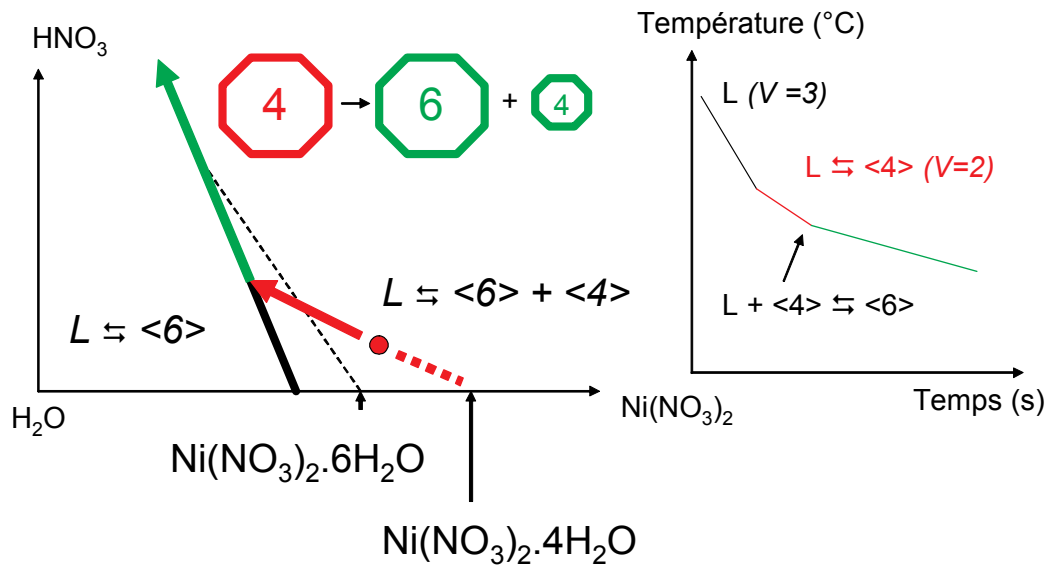 HNO₃
4 → 6 + 4
L ⇆ <6> + <4>
L ⇆ <6>
H₂O
Ni(NO₃)₂
Ni(NO₃)₂.6H₂O
Ni(NO₃)₂.4H₂O
Température (°C)
L (V =3)
L ⇆ <4> (V=2)
L + <4> ⇆ <6>
Temps (s)